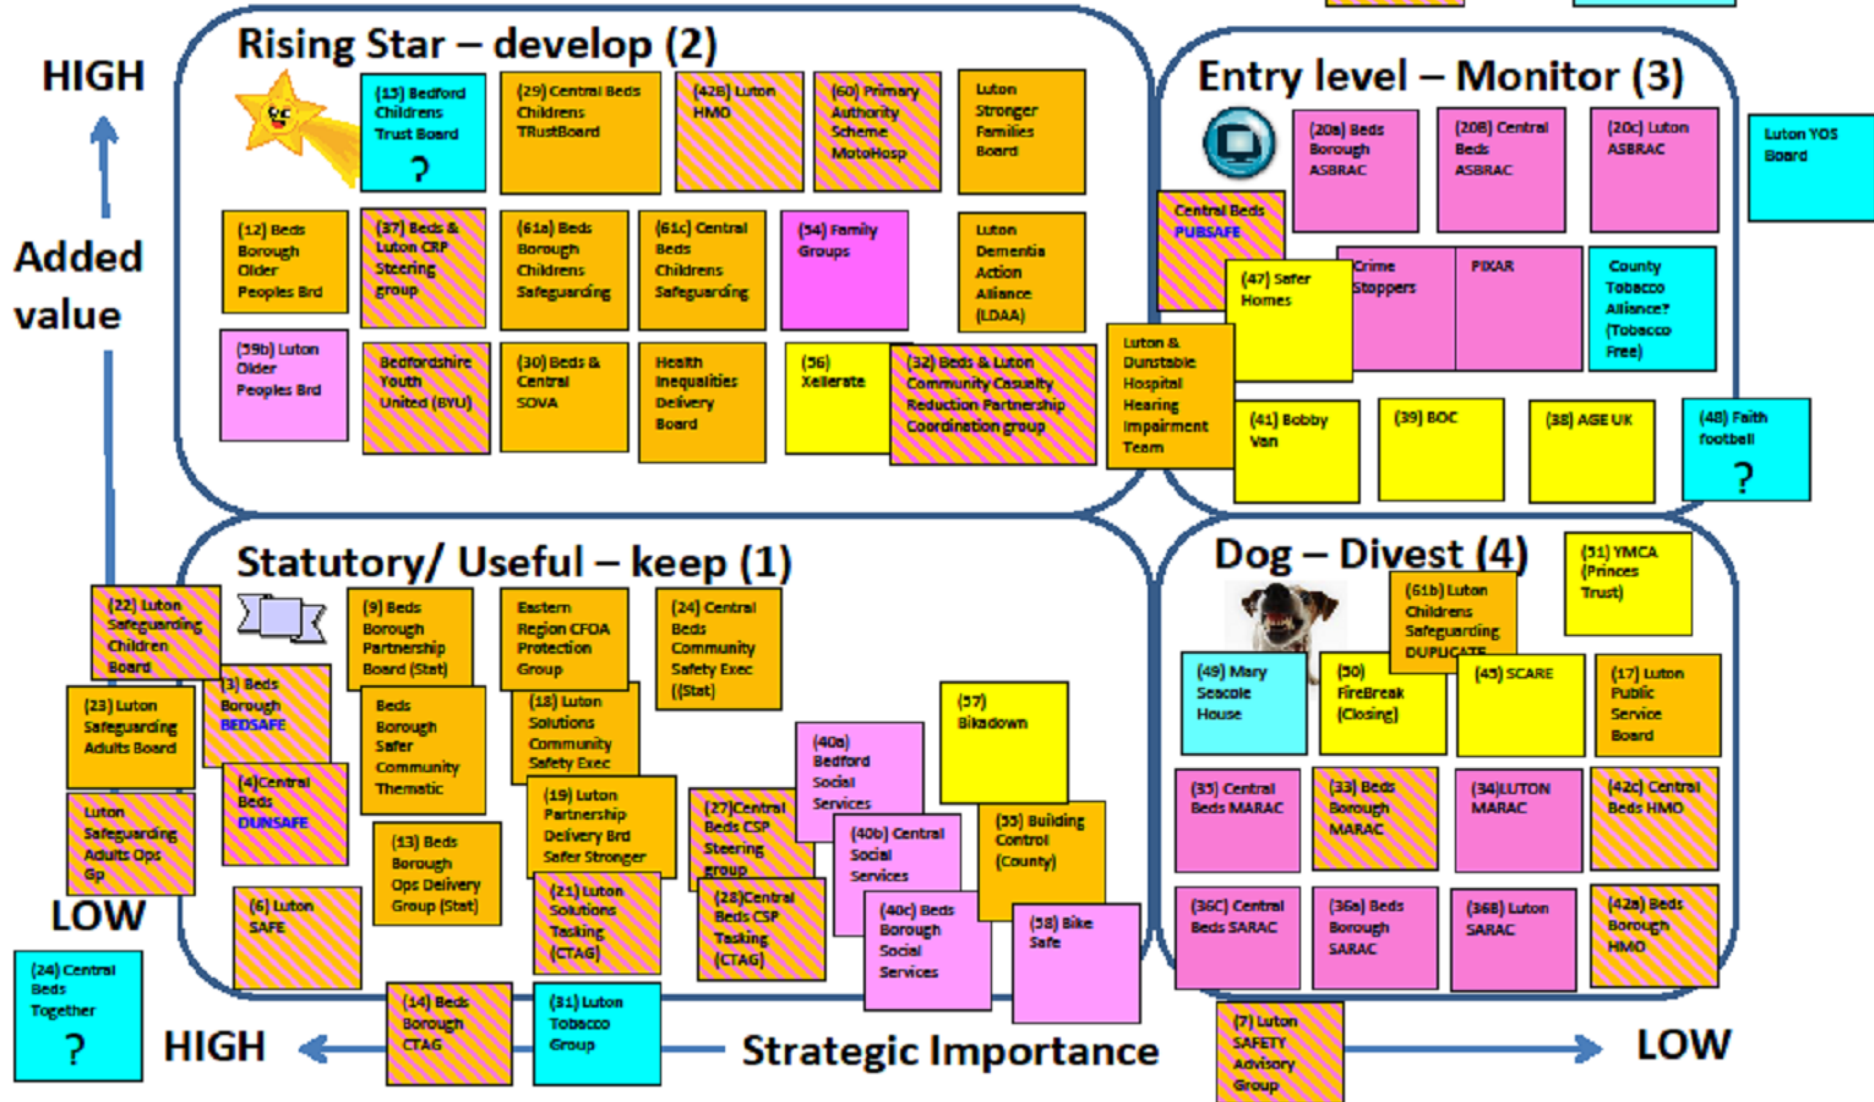 HIGH
Added
value
LOW
Rising Star – develop (2)
(15) Bedford
Childrens
Trust Board
?
(29) Central Beds
Childrens
TRustBoard
(42B) Luton
HMO
(60) Primary
Authority
Scheme
MotoHosp
Luton
Stronger
Families
Board
(12) Beds
Borough
Older
Peoples Brd
(37) Beds &
Luton CRP
Steering
group
(61a) Beds
Borough
Childrens
Safeguarding
(61c) Central
Beds
Childrens
Safeguarding
(54) Family
Groups
Luton
Dementia
Action
Alliance
(LDAA)
(59b) Luton
Older
Peoples Brd
Bedfordshire
Youth
United (BYU)
(30) Beds &
Central
SOVA
Health
Inequalities
Delivery
Board
(56)
Xellerate
(32) Beds & Luton
Community Casualty
Reduction Partnership
Coordination group
Entry level – Monitor (3)
(20a) Beds
Borough
ASBRAC
(20B) Central
Beds
ASBRAC
(20c) Luton
ASBRAC
Luton YOS
Board
Central Beds
PUBSAFE
(47) Safer
Homes
Crime
Stoppers
PIXAR
County
Tobacco
Alliance?
(Tobacco
Free)
Luton &
Dunstable
Hospital
Hearing
Impairment
Team
(41) Bobby
Van
(39) BOC
(38) AGE UK
(48) Faith
football
?
Statutory/ Useful – keep (1)
(22) Luton
Safeguarding
Children
Board
(3) Beds
Borough
BEDSAFE
(23) Luton
Safeguarding
Adults Board
(4)Central
Beds
DUNSAFE
Luton
Safeguarding
Adults Ops
Gp
(6) Luton
SAFE
(9) Beds
Borough
Partnership
Board (Stat)
Beds
Borough
Safer
Community
Thematic
(13) Beds
Borough
Ops Delivery
Group (Stat)
Eastern
Region CFOA
Protection
Group
(18) Luton
Solutions
Community
Safety Exec
(19) Luton
Partnership
Delivery Brd
Safer Stronger
(21) Luton
Solutions
Tasking
(CTAG)
(24) Central
Beds
Community
Safety Exec
((Stat)
(27)Central
Beds CSP
Steering
group
(28)Central
Beds CSP
Tasking
(CTAG)
(40a)
Bedford
Social
Services
(40b) Central
Social
Services
(40c) Beds
Borough
Social
Services
(57)
Bikadown
(55) Building
Control
(County)
(58) Bike
Safe
Dog – Divest (4)
(51) YMCA
(Princes
Trust)
(61b) Luton
Childrens
Safeguarding
DUPLICATE
(49) Mary
Seacole
House
(50)
FireBreak
(Closing)
(45) SCARE
(17) Luton
Public
Service
Board
(35) Central
Beds MARAC
(33) Beds
Borough
MARAC
(34)LUTON
MARAC
(42c) Central
Beds HMO
(36C) Central
Beds SARAC
(36a) Beds
Borough
SARAC
(36B) Luton
SARAC
(42a) Beds
Borough
HMO
(24) Central
Beds
Together
?
HIGH
(14) Beds
Borough
CTAG
(31) Luton
Tobacco
Group
Strategic Importance
(7) Luton
SAFETY
Advisory
Group
LOW